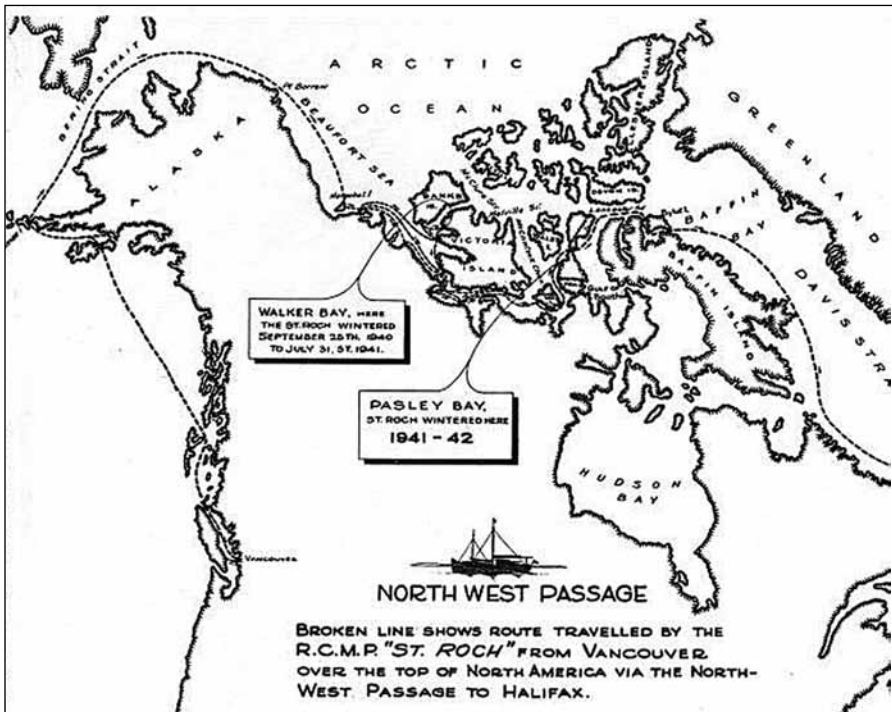 ARCTIC
OCEAN
BERING STRAIT
Pt Barrow
BEAUFORT SEA
ALASKA
GREENLAND
BANKS
Melville Sd.
VICTORIA
ISLAND
BAFFIN
BAY
BAFFIN ISLAND
DAVIS STRA
WALKER BAY, HERE
THE ST. ROCH WINTERED
SEPTEMBER 25TH, 1940
TO JULY 31, ST. 1941.
PASLEY BAY,
ST. ROCH WINTERED HERE
1941 - 42
HUDSON
BAY
VANCOUVER
NORTH WEST PASSAGE
BROKEN LINE SHOWS ROUTE TRAVELLED BY THE
R.C.M.P. "ST. ROCH" FROM VANCOUVER
OVER THE TOP OF NORTH AMERICA VIA THE NORTH-
WEST PASSAGE TO HALIFAX.